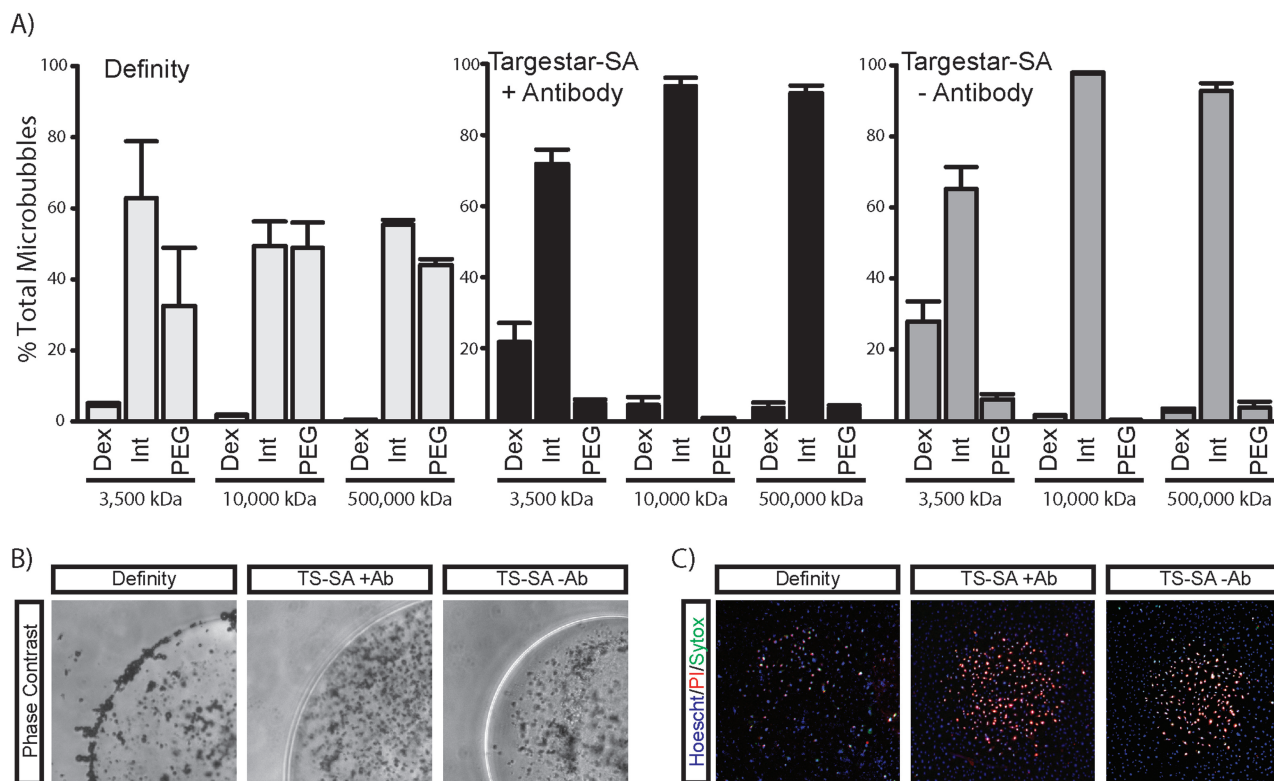 A)
Definity
Targestar-SA
+ Antibody
Targestar-SA
- Antibody
% Total Microbubbles
100
80
60
40
20
0
100
80
60
40
20
100
80
60
40
20
Dex Int PEG Dex Int PEG Dex Int PEG Dex Int PEG Dex Int PEG Dex Int PEG Dex Int PEG Dex Int PEG Dex Int PEG
3,500 kDa 10,000 kDa 500,000 kDa 3,500 kDa 10,000 kDa 500,000 kDa 3,500 kDa 10,000 kDa 500,000 kDa
B)
Definity TS-SA +Ab TS-SA -Ab
Phase Contrast
C)
Definity TS-SA +Ab TS-SA -Ab
Hoescht/PI/Sytox